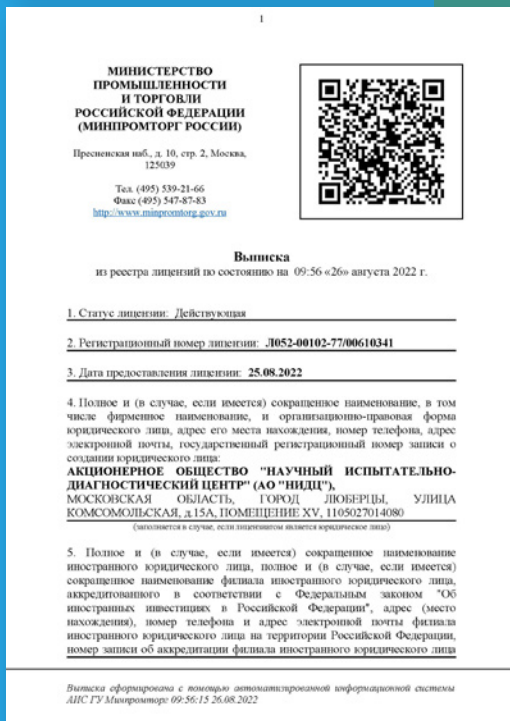 1
МИНИСТЕРСТВО
ПРОМЫШЛЕННОСТИ
И ТОРГОВЛИ
РОССИЙСКОЙ ФЕДЕРАЦИИ
(МИНПРОМТОРГ РОССИИ)
Пресненская наб., д. 10, стр. 2, Москва,
125039
Тел. (495) 539-21-66
Факс (495) 547-87-83
http://www.minpromtorg.gov.ru
Выписка
из реестра лицензий по состоянию на 09:56 «26» августа 2022 г.
1. Статус лицензии: Действующая
2. Регистрационный номер лицензии: Л052-00102-77/00610341
3. Дата предоставления лицензии: 25.08.2022
4. Полное и (в случае, если имеется) сокращенное наименование, в том
числе фирменное наименование, и организационно-правовая форма
юридического лица, адрес его места нахождения, номер телефона, адрес
электронной почты, государственный регистрационный номер записи о
создании юридического лица:
АКЦИОНЕРНОЕ ОБЩЕСТВО "НАУЧНЫЙ ИСПЫТАТЕЛЬНО-
ДИАГНОСТИЧЕСКИЙ ЦЕНТР" (АО "НИДЦ"),
МОСКОВСКАЯ ОБЛАСТЬ, ГОРОД ЛЮБЕРЦЫ, УЛИЦА
КОМСОМОЛЬСКАЯ, д.15А, ПОМЕЩЕНИЕ XV, 1105027014080
(заполняется в случае, если лицензиатом является юридическое лицо)
5. Полное и (в случае, если имеется) сокращенное наименование
иностранного юридического лица, полное и (в случае, если имеется)
сокращенное наименование филиала иностранного юридического лица,
аккредитованного в соответствии с Федеральным законом "Об
иностранных инвестициях в Российской Федерации", адрес (место
нахождения), номер телефона и адрес электронной почты филиала
иностранного юридического лица на территории Российской Федерации,
номер записи об аккредитации филиала иностранного юридического лица
Выписка сформирована с помощью автоматизированной информационной системы
АИС ГУ Минпромторг 09:56:15 26.08.2022